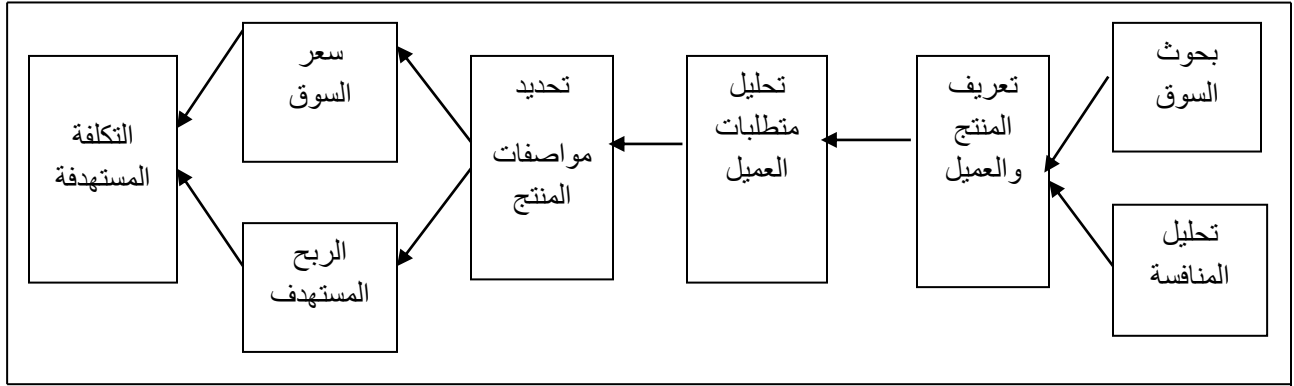 بحوث
السوق
تحليل
المنافسة
تعريف
المنتج
والعميل
تحليل
متطلبات
العميل
تحديد
مواصفات
المنتج
سعر
السوق
الربح
المستهدف
التكلفة
المستهدفة